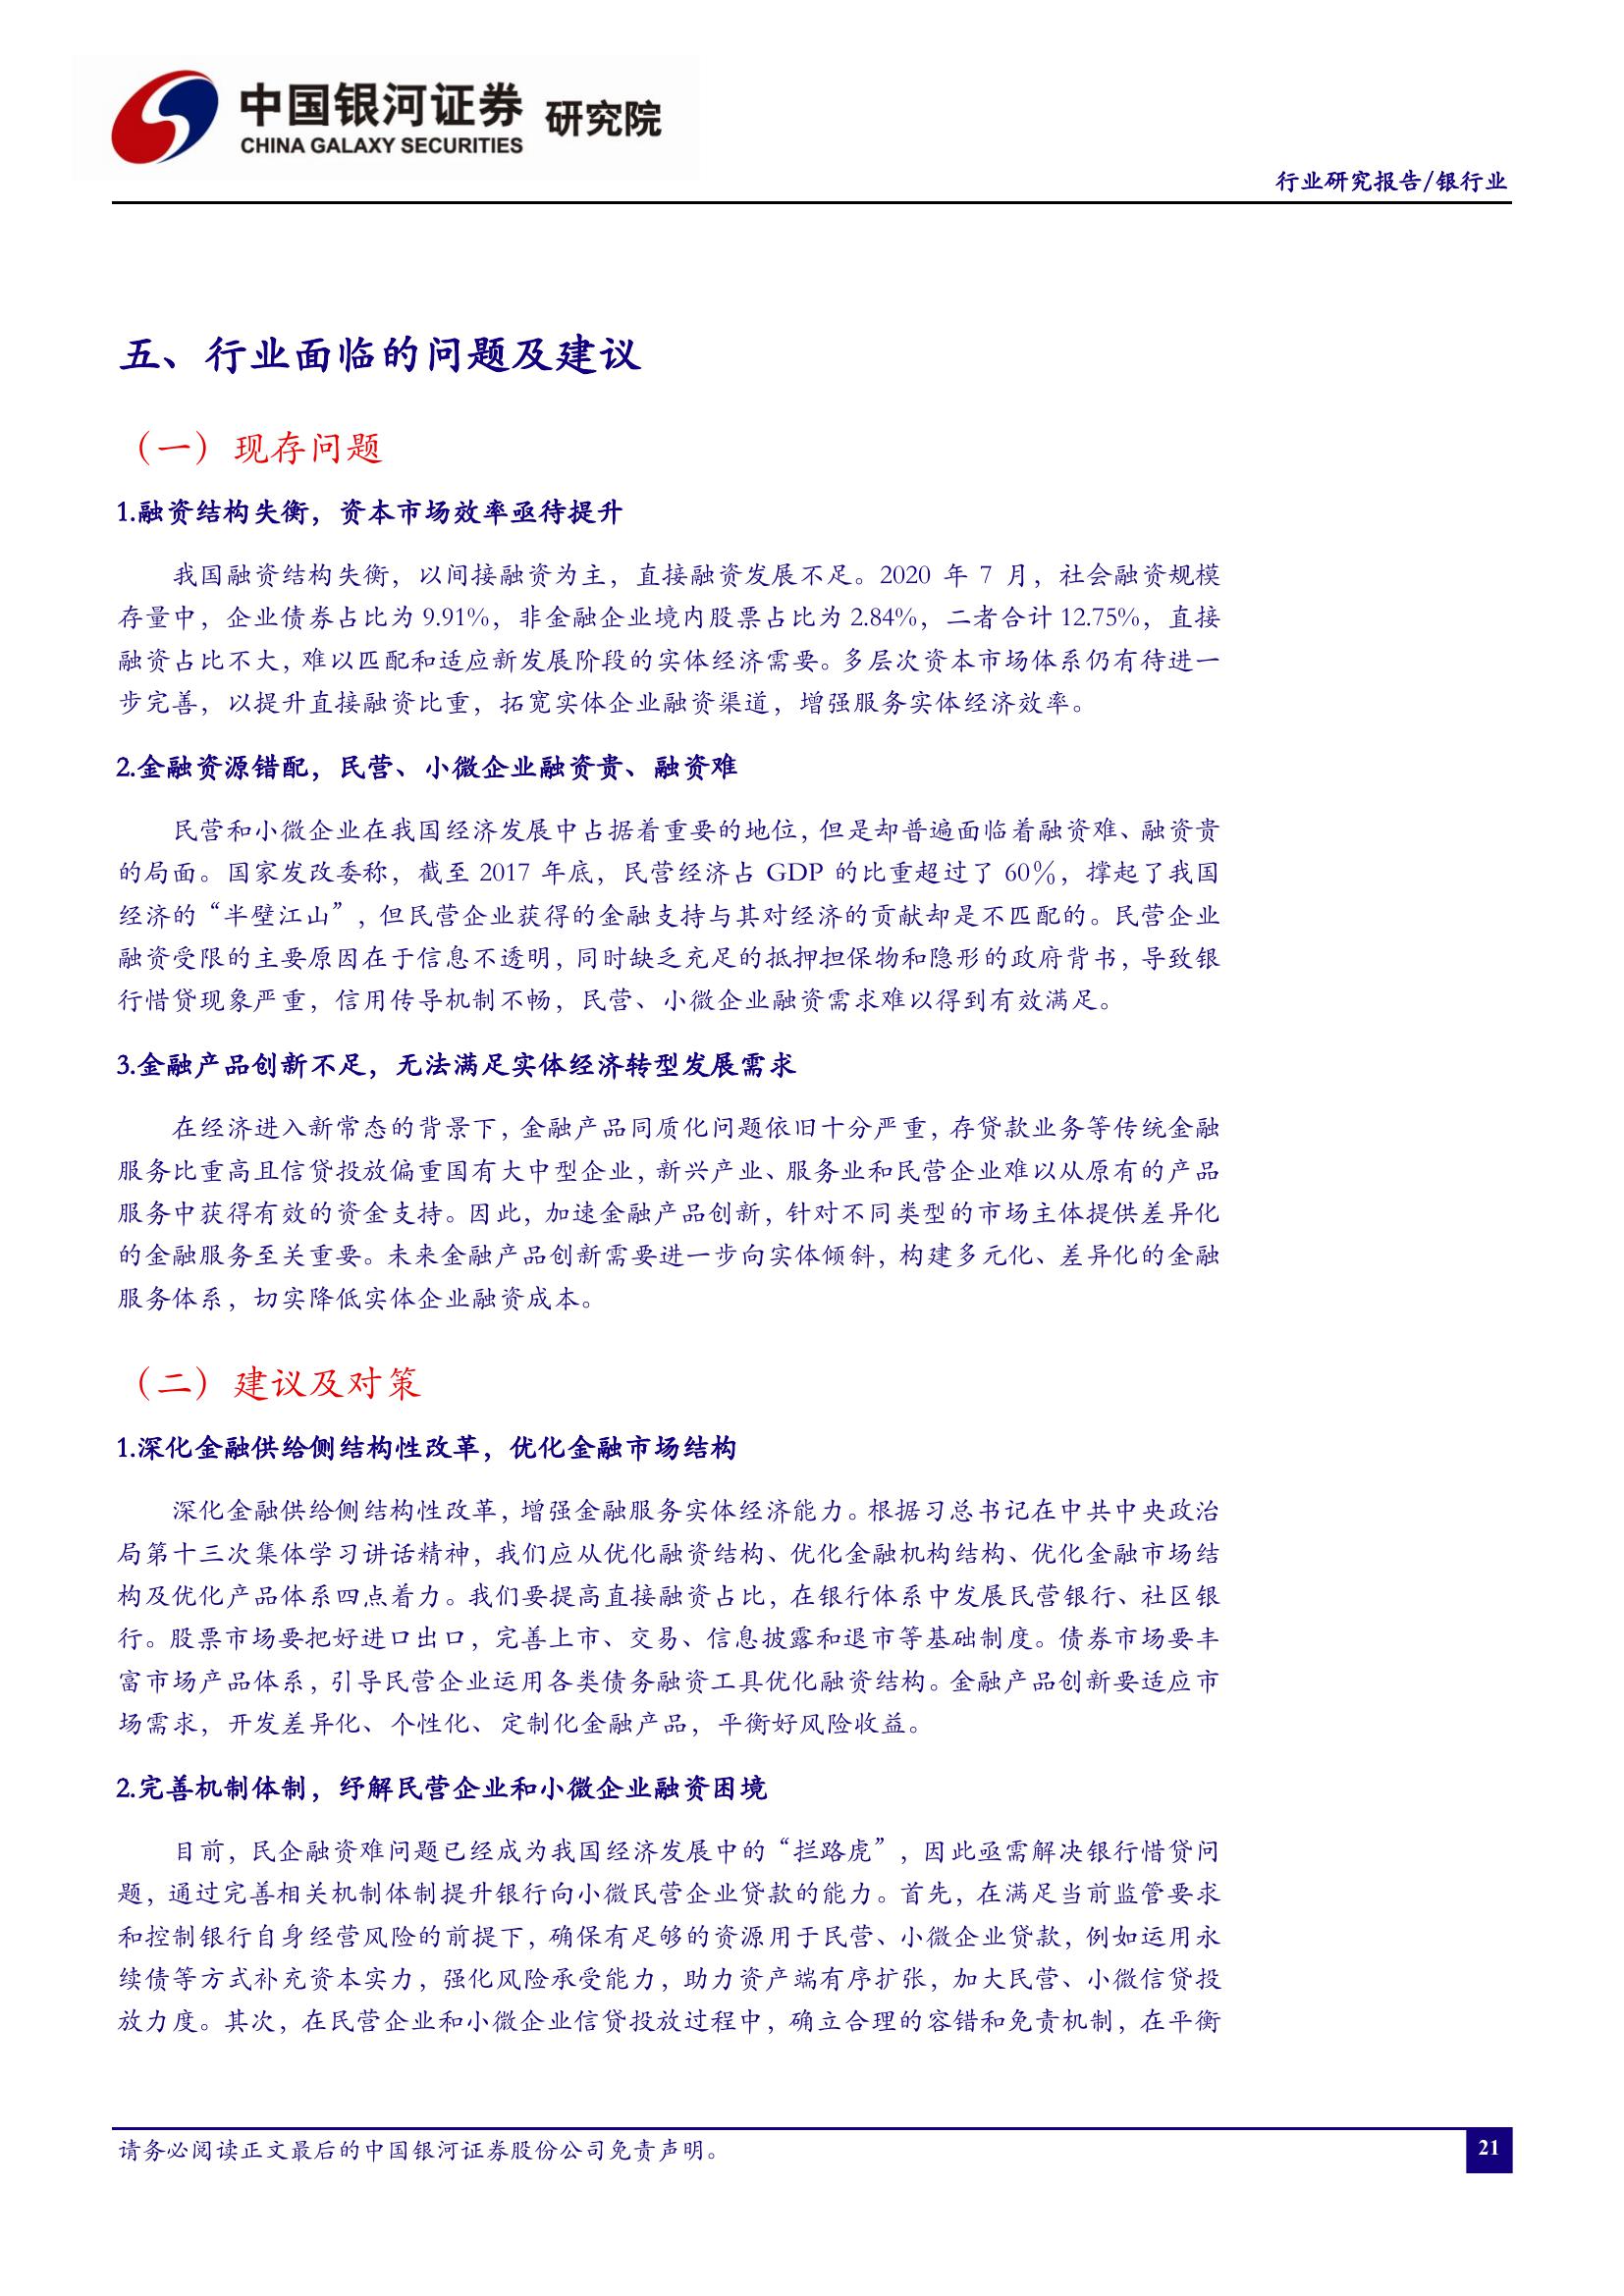 中国银河证券 研究院
CHINA GALAXY SECURITIES
行业研究报告/银行业
五、行业面临的问题及建议
（一）现存问题
1.融资结构失衡，资本市场效率亟待提升
我国融资结构失衡，以间接融资为主，直接融资发展不足。2020 年 7 月，社会融资规模
存量中，企业债券占比为 9.91%，非金融企业境内股票占比为 2.84%，二者合计 12.75%，直接
融资占比不大，难以匹配和适应新发展阶段的实体经济需要。多层次资本市场体系仍有待进一
步完善，以提升直接融资比重，拓宽实体企业融资渠道，增强服务实体经济效率。
2.金融资源错配，民营、小微企业融资贵、融资难
民营和小微企业在我国经济发展中占据着重要的地位，但是却普遍面临着融资难、融资贵
的局面。国家发改委称，截至 2017 年底，民营经济占 GDP 的比重超过了 60％，撑起了我国
经济的“半壁江山”，但民营企业获得的金融支持与其对经济的贡献却是不匹配的。民营企业
融资受限的主要原因在于信息不透明，同时缺乏充足的抵押担保物和隐形的政府背书，导致银
行惜贷现象严重，信用传导机制不畅，民营、小微企业融资需求难以得到有效满足。
3.金融产品创新不足，无法满足实体经济转型发展需求
在经济进入新常态的背景下，金融产品同质化问题依旧十分严重，存贷款业务等传统金融
服务比重高且信贷投放偏重国有大中型企业，新兴产业、服务业和民营企业难以从原有的产品
服务中获得有效的资金支持。因此，加速金融产品创新，针对不同类型的市场主体提供差异化
的金融服务至关重要。未来金融产品创新需要进一步向实体倾斜，构建多元化、差异化的金融
服务体系，切实降低实体企业融资成本。
（二）建议及对策
1.深化金融供给侧结构性改革，优化金融市场结构
深化金融供给侧结构性改革，增强金融服务实体经济能力。根据习总书记在中共中央政治
局第十三次集体学习讲话精神，我们应从优化融资结构、优化金融机构结构、优化金融市场结
构及优化产品体系四点着力。我们要提高直接融资占比，在银行体系中发展民营银行、社区银
行。股票市场要把好进口出口，完善上市、交易、信息披露和退市等基础制度。债券市场要丰
富市场产品体系，引导民营企业运用各类债务融资工具优化融资结构。金融产品创新要适应市
场需求，开发差异化、个性化、定制化金融产品，平衡好风险收益。
2.完善机制体制，纾解民营企业和小微企业融资困境
目前，民企融资难问题已经成为我国经济发展中的“拦路虎”，因此亟需解决银行惜贷问
题，通过完善相关机制体制提升银行向小微民营企业贷款的能力。首先，在满足当前监管要求
和控制银行自身经营风险的前提下，确保有足够的资源用于民营、小微企业贷款，例如运用永
续债等方式补充资本实力，强化风险承受能力，助力资产端有序扩张，加大民营、小微信贷投
放力度。其次，在民营企业和小微企业信贷投放过程中，确立合理的容错和免责机制，在平衡
请务必阅读正文最后的中国银河证券股份公司免责声明。
21